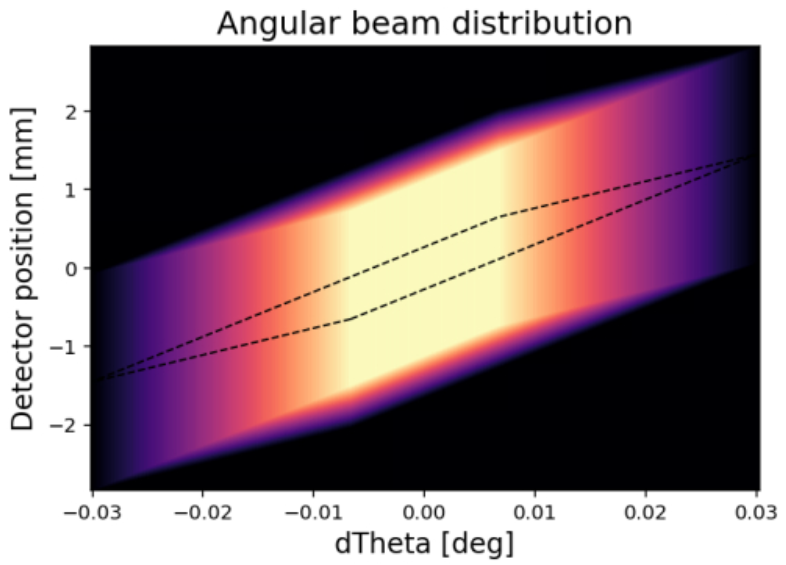 Angular beam distribution
Detector position [mm]
2
1
0
−1
−2
−0.03 −0.02 −0.01 0.00 0.01 0.02 0.03
dTheta [deg]